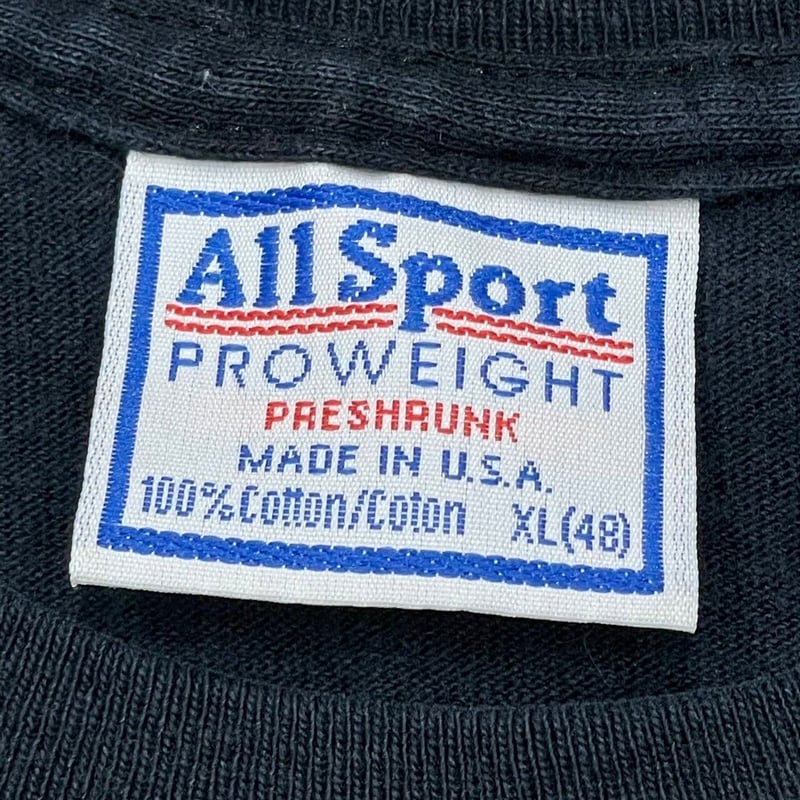 All Sport
PROWEIGHT
PRESHRUNK
MADE IN U.S.A.
100% Cotton/Coton XL(48)